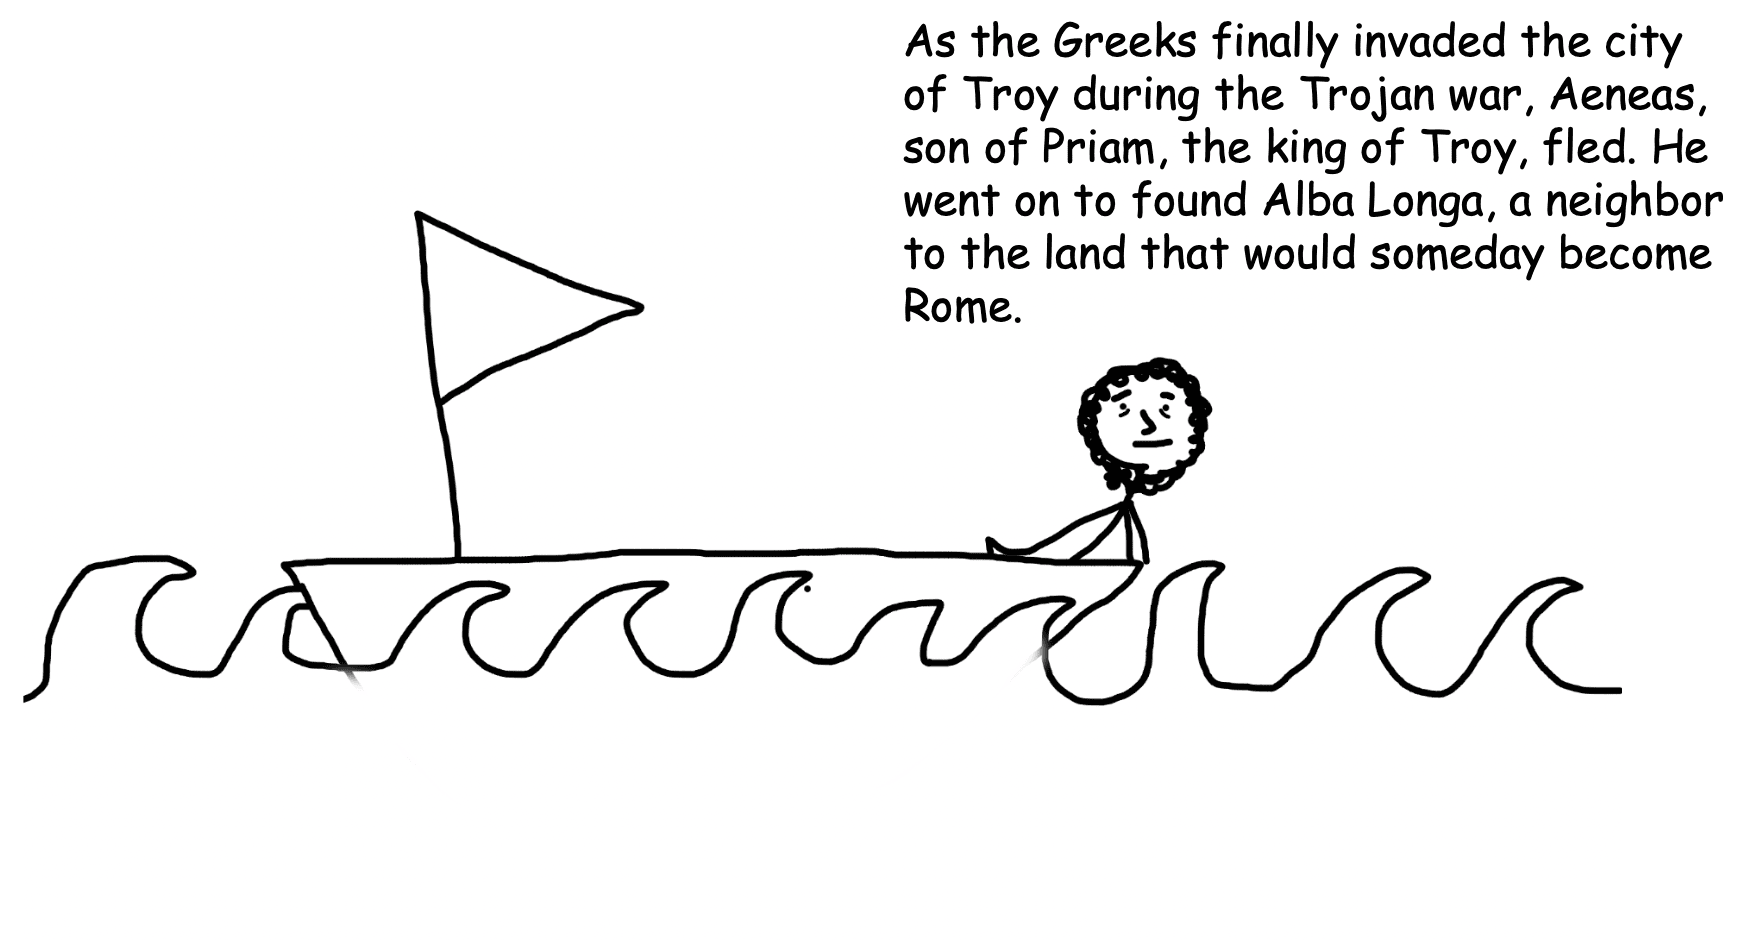 As the Greeks finally invaded the city
of Troy during the Trojan war, Aeneas,
son of Priam, the king of Troy, fled. He
went on to found Alba Longa, a neighbor
to the land that would someday become
Rome.